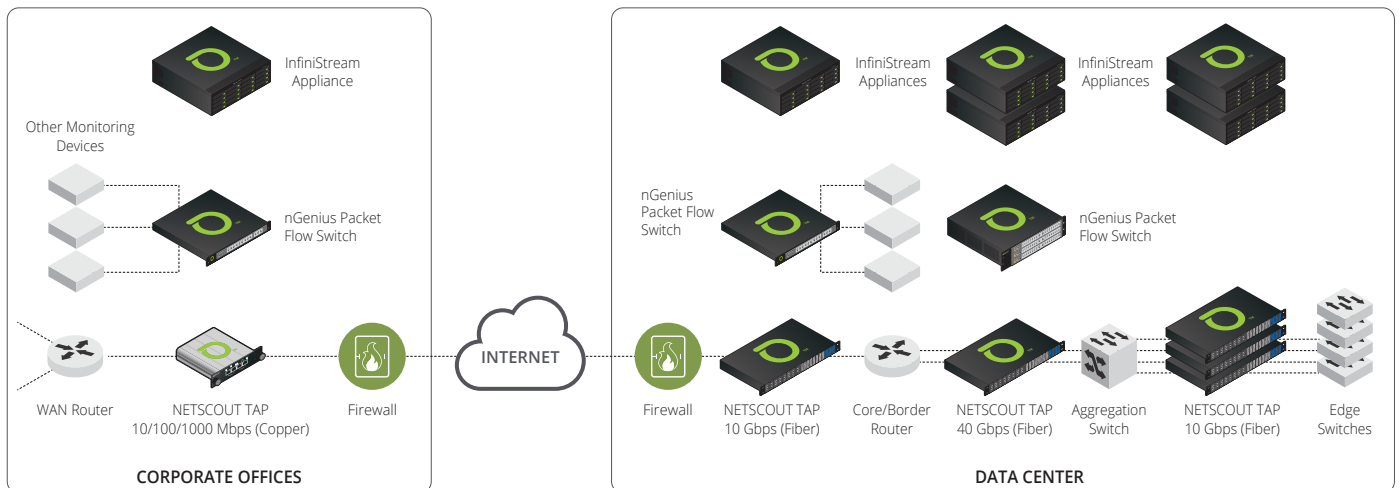 InfiniStream
Appliance
Other Monitoring
Devices
nGenius Packet
Flow Switch
WAN Router
NETSCOUT TAP
10/100/1000 Mbps (Copper)
Firewall
CORPORATE OFFICES
INTERNET
InfiniStream
Appliances
InfiniStream
Appliances
nGenius
Packet Flow
Switch
nGenius Packet
Flow Switch
Firewall
NETSCOUT TAP
10 Gbps (Fiber)
Core/Border
Router
NETSCOUT TAP
40 Gbps (Fiber)
Aggregation
Switch
NETSCOUT TAP
10 Gbps (Fiber)
Edge
Switches
DATA CENTER